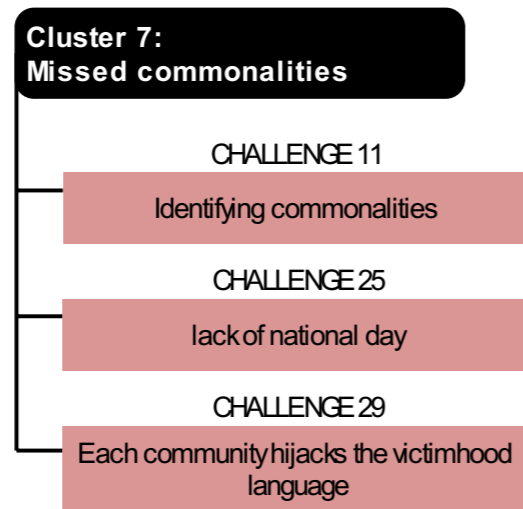 Cluster 7:
Missed commonalities
CHALLENGE 11
Identifying commonalities
CHALLENGE 25
lack of national day
CHALLENGE 29
Each community hijacks the victimhood
language